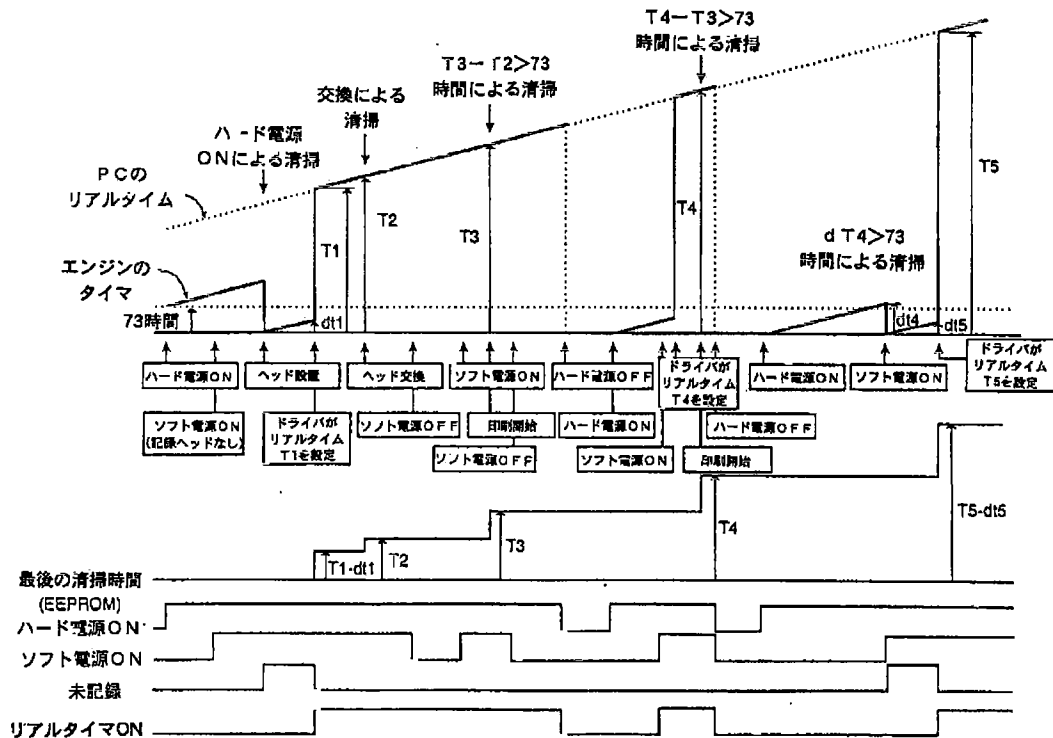 T4－T3＞73
時間による清掃
T3－T2＞73
時間による清掃
交換による
清掃
ハード電源
ONによる清掃
PCの
リアルタイム
T1
T2
T3
T4
T5
dT4＞73
時間による清掃
エンジンの
タイマ
73時間
dt1
dt4
dt5
ハード電源ON
ヘッド設置
ヘッド交換
ソフト電源ON
ハード電源OFF
ドライバが
リアルタイム
T4を設定
ハード電源ON
ソフト電源ON
ドライバが
リアルタイム
T5を設定
ソフト電源ON
(記録ヘッドなし)
ドライバが
リアルタイム
T1を設定
ソフト電源OFF
印刷開始
ハード電源ON
ハード電源OFF
ソフト電源OFF
ソフト電源ON
印刷開始
T1-dt1
T2
T3
T4
T5-dt5
最後の清掃時間
(EEPROM)
ハード電源ON
ソフト電源ON
未記録
リアルタイマON